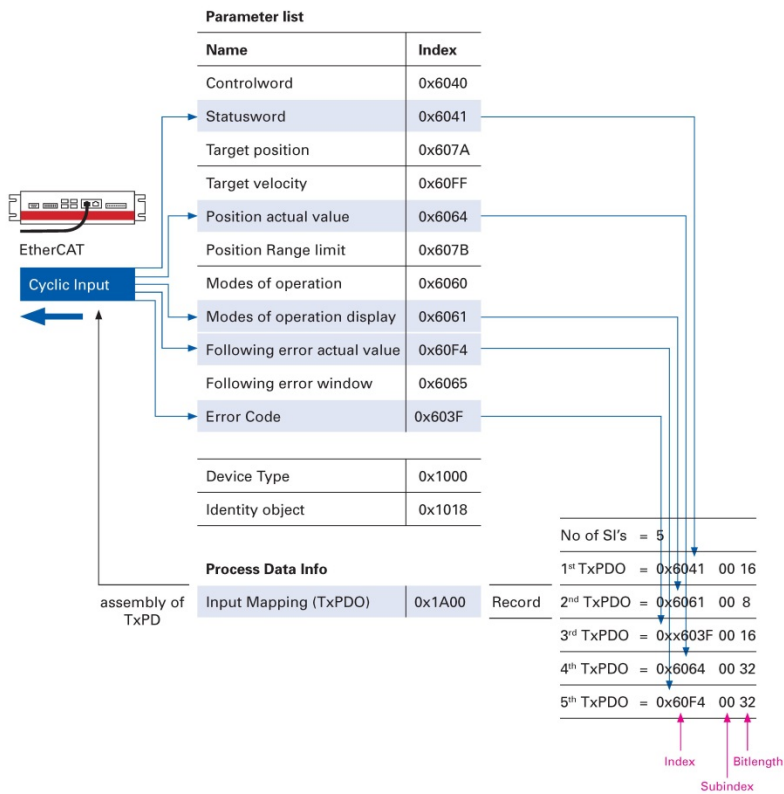 Parameter list
Name Index
Controlword 0x6040
Statusword 0x6041
Target position 0x607A
Target velocity 0x60FF
Position actual value 0x6064
Position Range limit 0x607B
Modes of operation 0x6060
Modes of operation display 0x6061
Following error actual value 0x60F4
Following error window 0x6065
Error Code 0x603F
EtherCAT
Cyclic Input
Device Type 0x1000
Identity object 0x1018
Process Data Info
assembly of
TxPD
Input Mapping (TxPDO) 0x1A00 Record
No of SI's = 5
1st TxPDO = 0x6041 00 16
2nd TxPDO = 0x6061 00 8
3rd TxPDO = 0xx603F 00 16
4th TxPDO = 0x6064 00 32
5th TxPDO = 0x60F4 00 32
Index Bitlength
Subindex